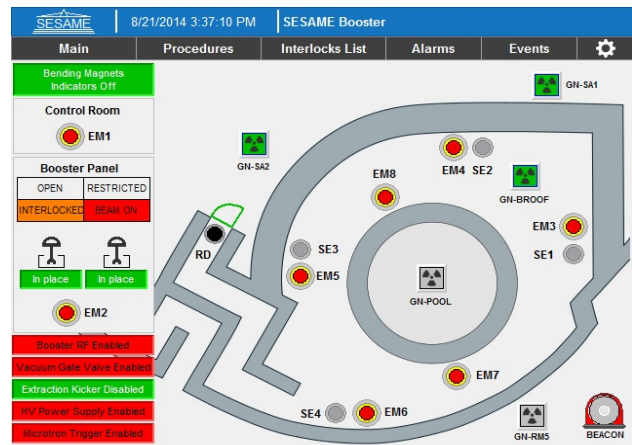 SESAME
8/21/2014 3:37:10 PM
SESAME Booster
Main
Procedures
Interlocks List
Alarms
Events
Bending Magnets
Indicators Off
Control Room
EM1
Booster Panel
OPEN
RESTRICTED
INTERLOCKED
BEAM ON
In place
In place
EM2
Booster RF Enabled
Vacuum Gate Valve Enabled
Extraction Kicker Disabled
HV Power Supply Enabled
Microtron Trigger Enabled
GN-SA1
GN-SA2
EM4
SE2
EM8
GN-BROOF
EM3
RD
SE3
SE1
EM5
GN-POOL
EM7
SE4
EM6
GN-RM5
BEACON